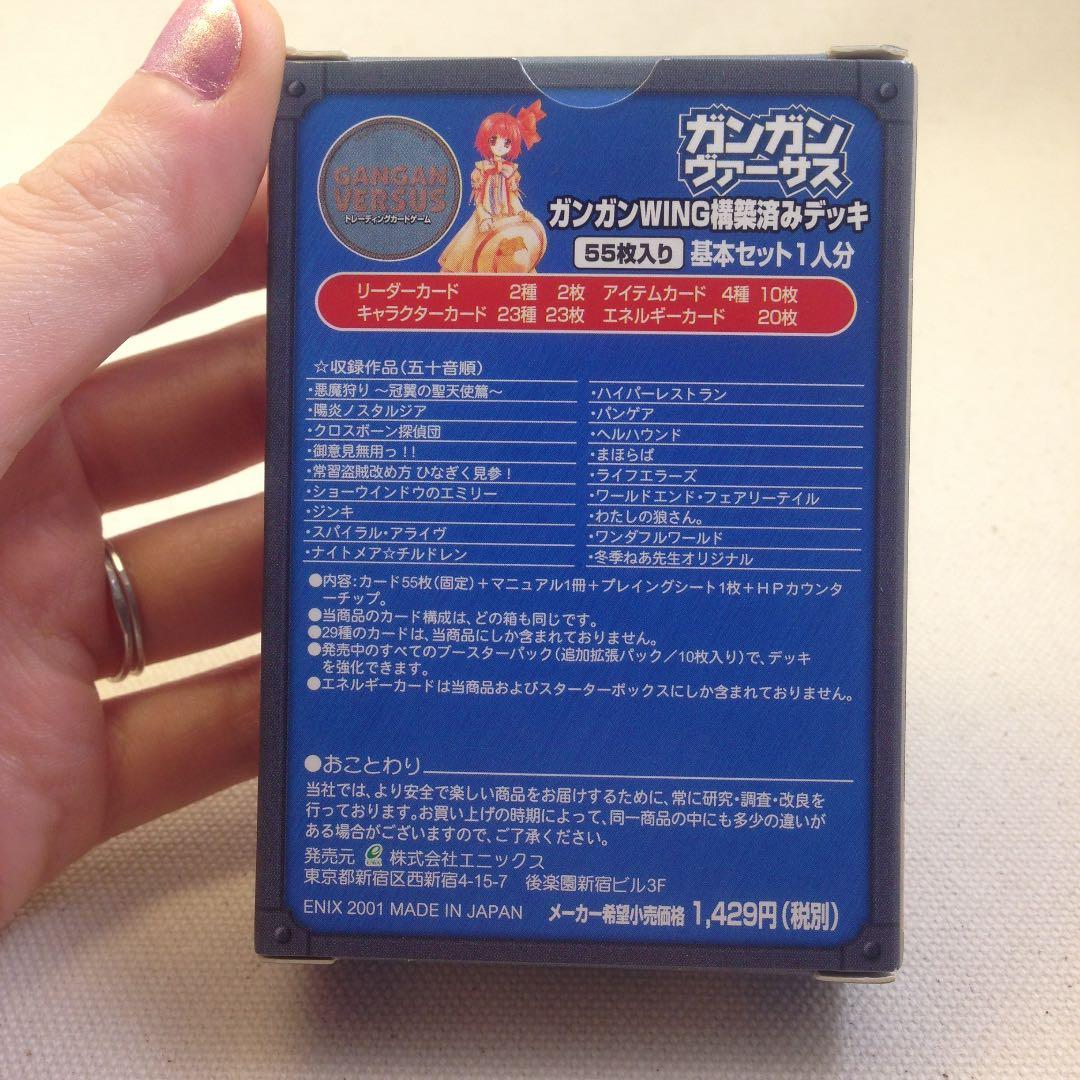 GANGAN
VERSUS
トレーディングカードゲーム
ガンガン
ヴァーサス
ガンガンWING構築済みデッキ
55枚入り 基本セット1人分
リーダーカード 2種 2枚 アイテムカード 4種 10枚
キャラクターカード 23種 23枚 エネルギーカード 20枚
☆収録作品(五十音順)
・悪魔狩り ～冠翼の聖天使篇～
・陽炎ノスタルジア
・クロスボーン探偵団
・御意見無用っ!!
・常習盗賊改め方 ひなぎく見参!
・ショーウインドウのエミリー
・ジンキ
・スパイラル・アライヴ
・ナイトメア☆チルドレン
・ハイパーレストラン
・パンゲア
・ヘルハウンド
・まほらば
・ライフエラーズ
・ワールドエンド・フェアリーテイル
・わたしの狼さん。
・ワンダフルワールド
・冬季ねあ先生オリジナル
●内容:カード55枚(固定)+マニュアル1冊+プレイングシート1枚+HPカウンタ
ーチップ。
●当商品のカード構成は、どの箱も同じです。
●29種のカードは、当商品にしか含まれておりません。
●発売中のすべてのブースターパック(追加拡張パック/10枚入り)で、デッキ
を強化できます。
●エネルギーカードは当商品およびスターターボックスにしか含まれておりません。
●おことわり
当社では、より安全で楽しい商品をお届けするために、常に研究・調査・改良を
行っております。お買い上げの時期によって、同一商品の中にも多少の違いが
ある場合がございますので、ご了承ください。
発売元 株式会社エニックス
東京都新宿区西新宿4-15-7 後楽園新宿ビル3F
ENIX 2001 MADE IN JAPAN メーカー希望小売価格 1,429円(税別)